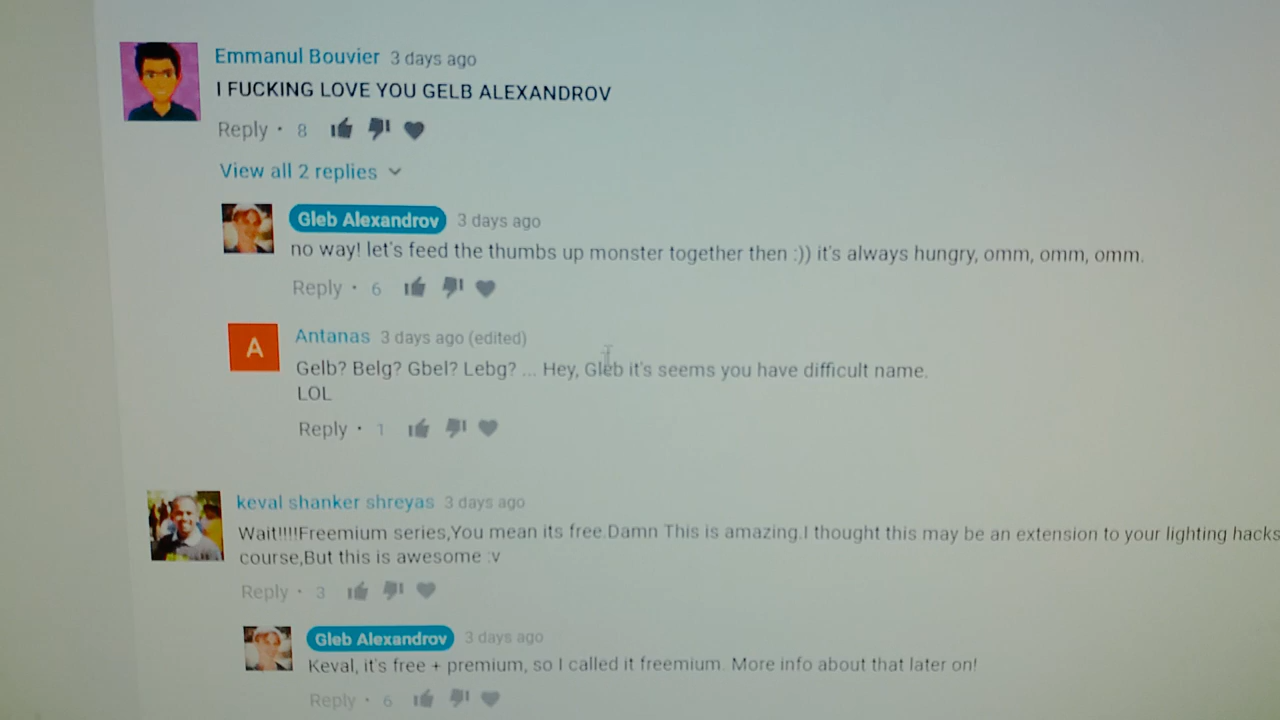 Emmanul Bouvier 3 days ago
I FUCKING LOVE YOU GELB ALEXANDROV
Reply · 8
View all 2 replies
Gleb Alexandrov 3 days ago
no way! let's feed the thumbs up monster together then :)) it's always hungry, omm, omm, omm.
Reply · 6
A
Antanas 3 days ago (edited)
Gelb? Belg? Gbel? Lebg? ... Hey, Gleb it's seems you have difficult name.
LOL
Reply · 1
keval shanker shreyas 3 days ago
Wait!!!!Freemium series,You mean its free.Damn This is amazing.I thought this may be an extension to your lighting hacks
course,But this is awesome :v
Reply · 3
Gleb Alexandrov 3 days ago
Keval, it's free + premium, so I called it freemium. More info about that later on!
Reply · 6